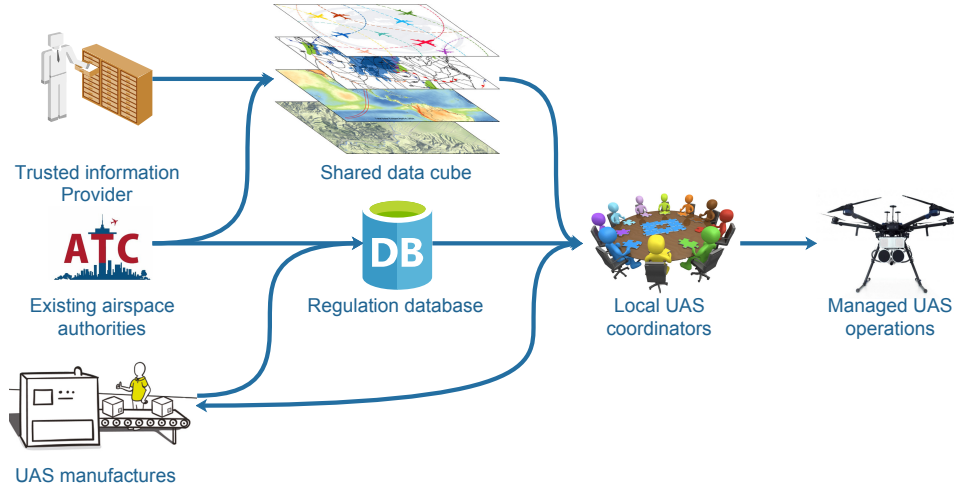 Trusted information
Provider
Shared data cube
ATC
DB
Existing airspace
authorities
Regulation database
Local UAS
coordinators
Managed UAS
operations
UAS manufactures